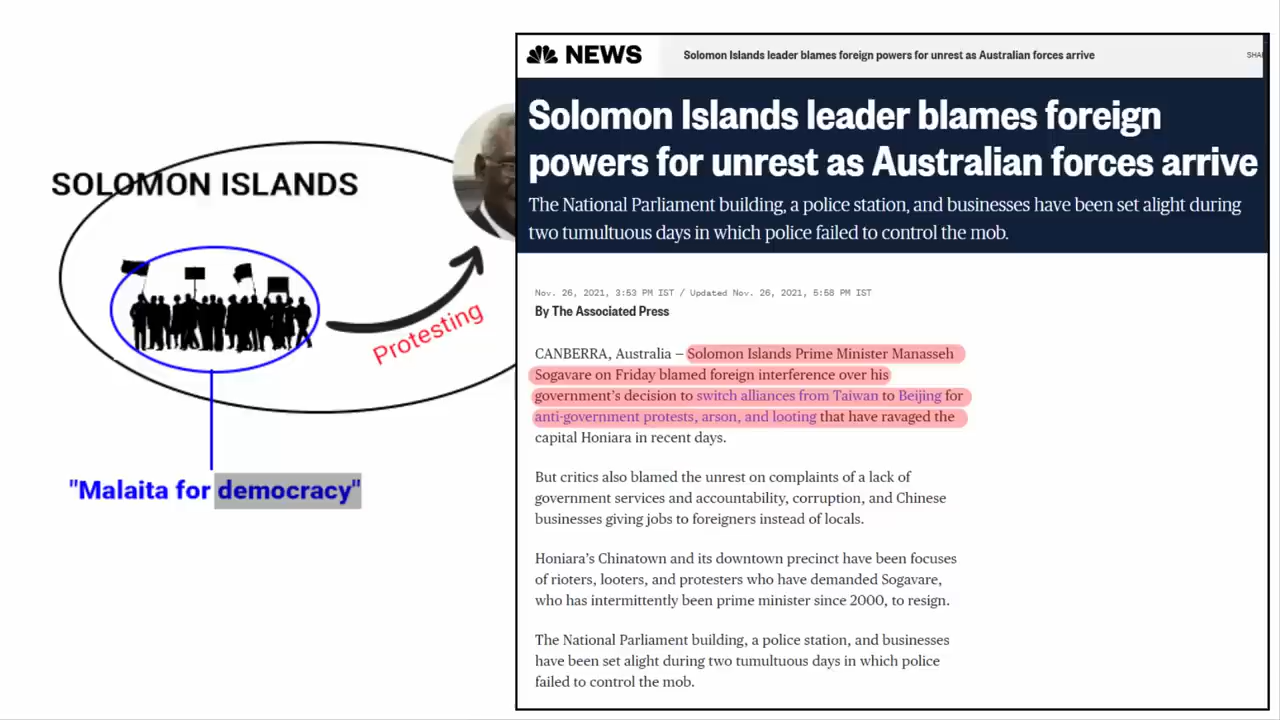 SOLOMON ISLANDS
Protesting
"Malaita for democracy"
NEWS
Solomon Islands leader blames foreign powers for unrest as Australian forces arrive
SHA
Solomon Islands leader blames foreign
powers for unrest as Australian forces arrive
The National Parliament building, a police station, and businesses have been set alight during
two tumultuous days in which police failed to control the mob.
Nov. 26, 2021, 3:53 PM IST / Updated Nov. 26, 2021, 5:58 PM IST
By The Associated Press
CANBERRA, Australia — Solomon Islands Prime Minister Manasseh
Sogavare on Friday blamed foreign interference over his
government's decision to switch alliances from Taiwan to Beijing for
anti-government protests, arson, and looting that have ravaged the
capital Honiara in recent days.
But critics also blamed the unrest on complaints of a lack of
government services and accountability, corruption, and Chinese
businesses giving jobs to foreigners instead of locals.
Honiara's Chinatown and its downtown precinct have been focuses
of rioters, looters, and protesters who have demanded Sogavare,
who has intermittently been prime minister since 2000, to resign.
The National Parliament building, a police station, and businesses
have been set alight during two tumultuous days in which police
failed to control the mob.